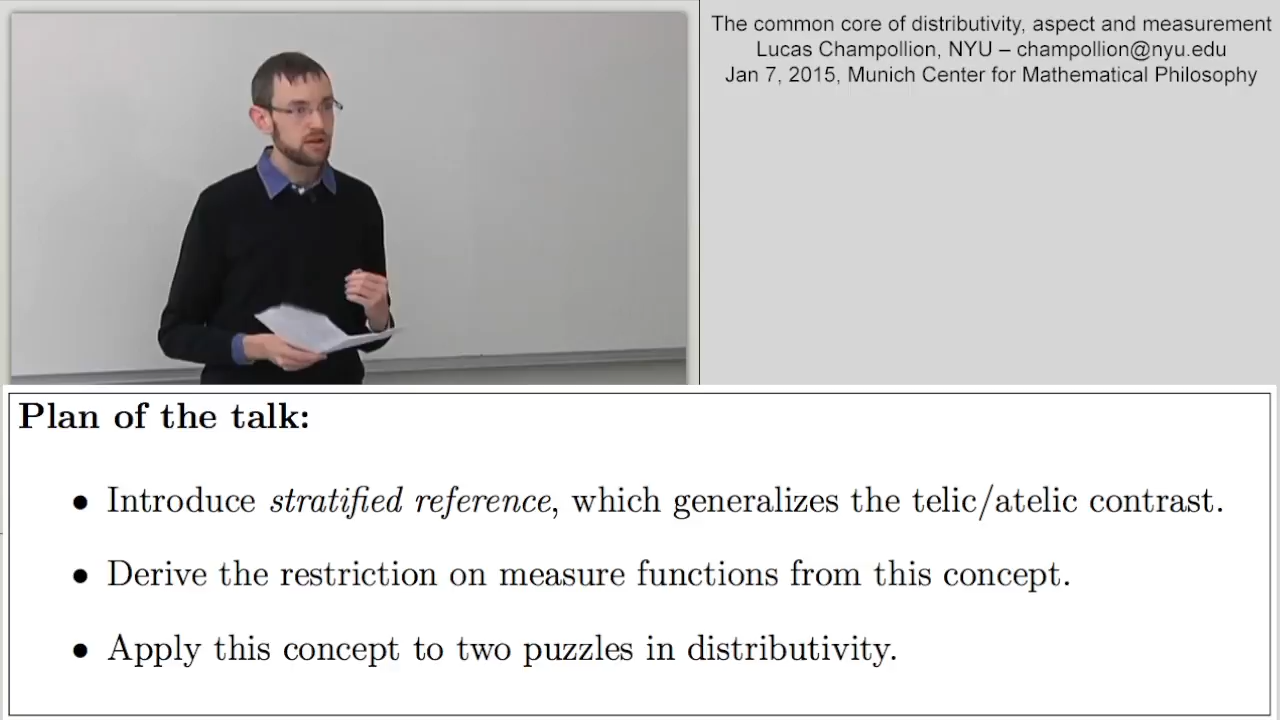 The common core of distributivity, aspect and measurement
Lucas Champollion, NYU – champollion@nyu.edu
Jan 7, 2015, Munich Center for Mathematical Philosophy
Plan of the talk:
• Introduce stratified reference, which generalizes the telic/atelic contrast.
• Derive the restriction on measure functions from this concept.
• Apply this concept to two puzzles in distributivity.